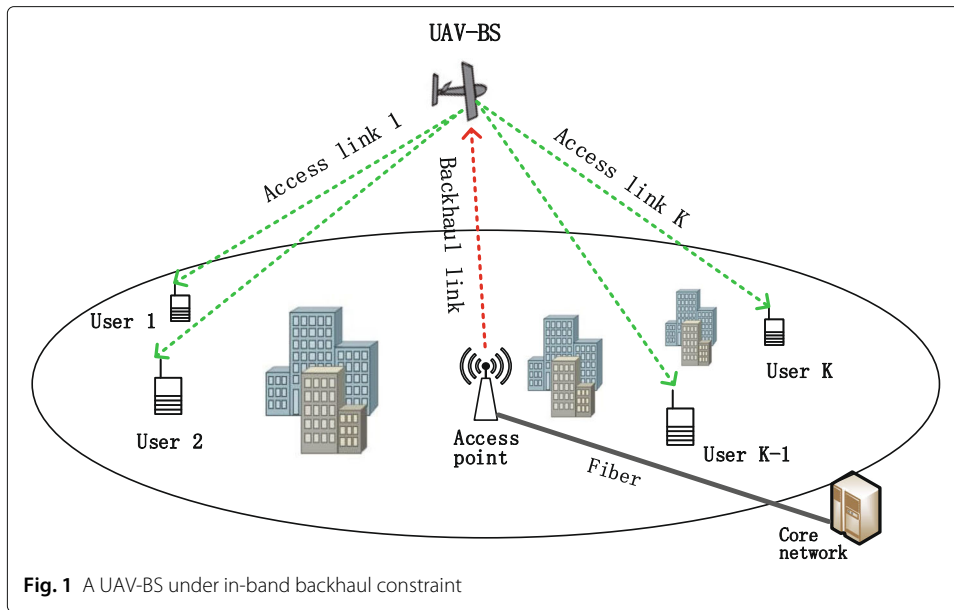 UAV-BS
Access link 1
Access link K
Backhaul link
User 1
User K
User 2
Access
point
User K-1
Fiber
Core
network
Fig. 1 A UAV-BS under in-band backhaul constraint